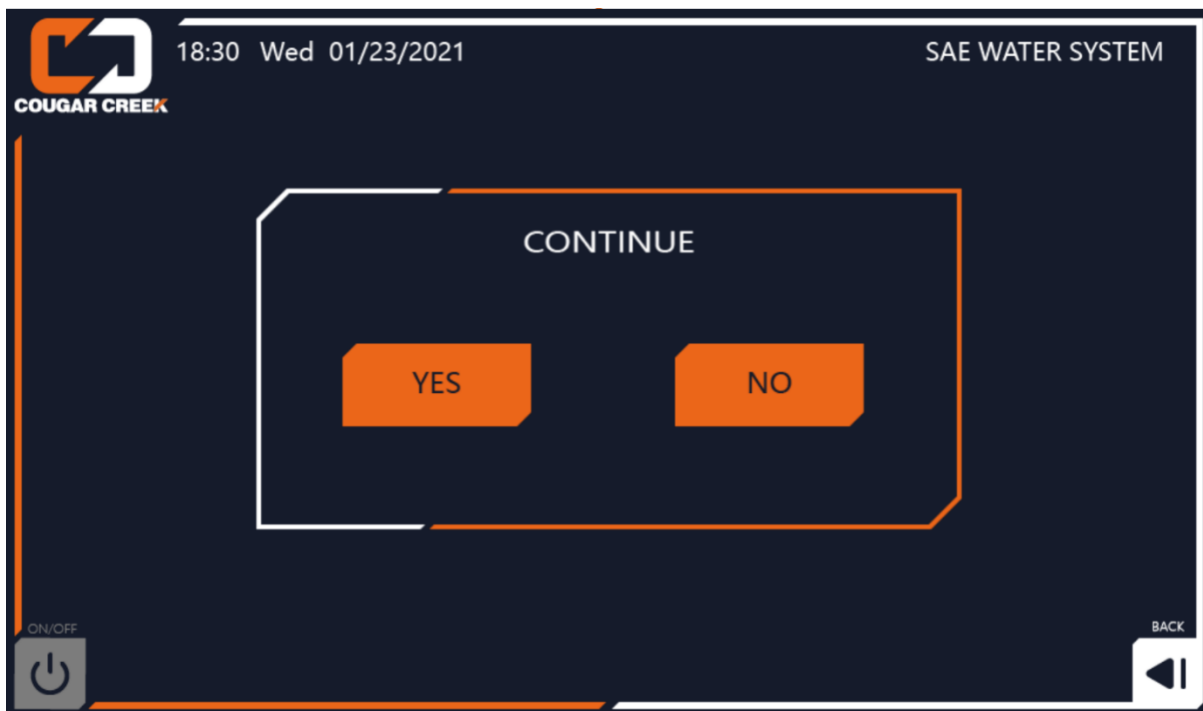 18:30 Wed 01/23/2021
SAE WATER SYSTEM
COUGAR CREEK
CONTINUE
YES
NO
ON/OFF
BACK